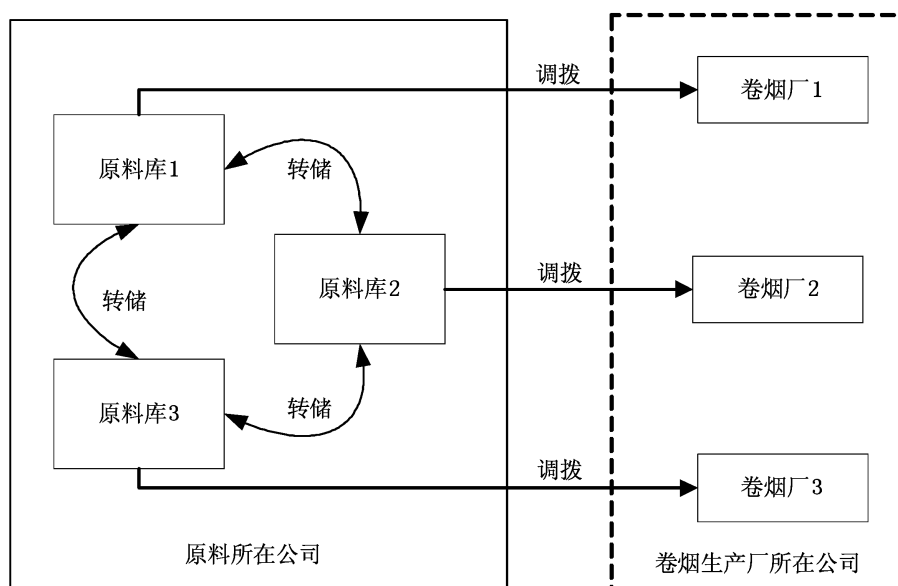 调拨
卷烟厂1
原料库1
转储
原料库2
调拨
卷烟厂2
转储
原料库3
转储
调拨
卷烟厂3
原料所在公司
卷烟生产厂所在公司